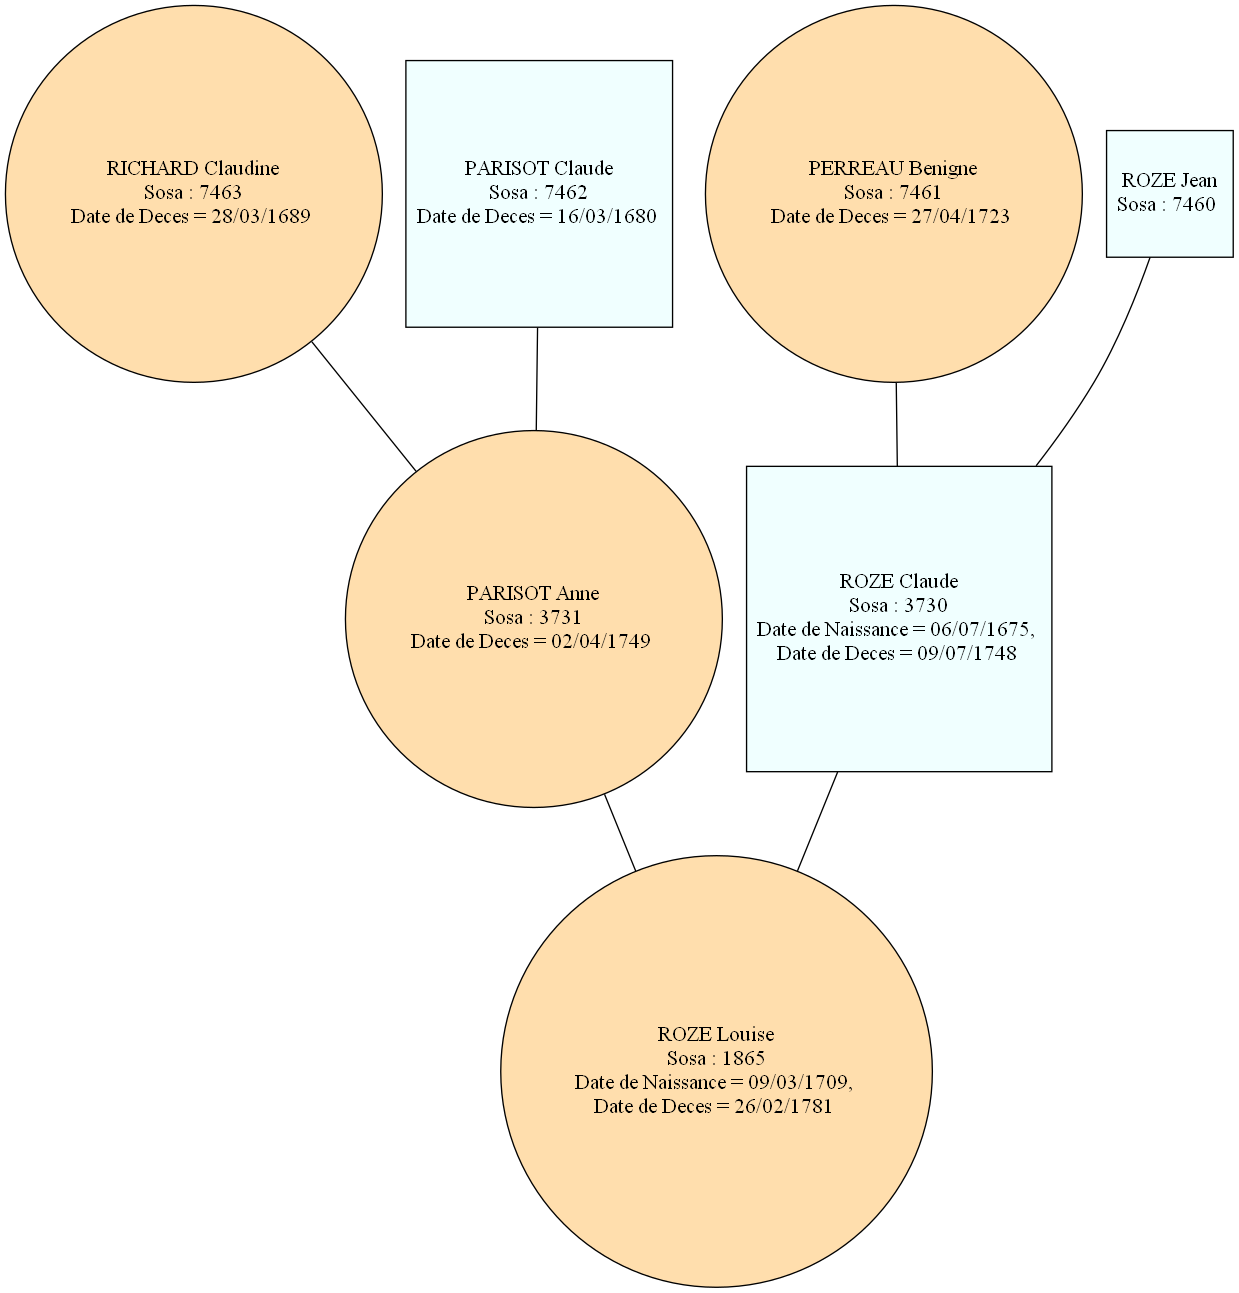 RICHARD Claudine
Sosa : 7463
Date de Deces = 28/03/1689
PARISOT Claude
Sosa : 7462
Date de Deces = 16/03/1680
PERREAU Benigne
Sosa : 7461
Date de Deces = 27/04/1723
ROZE Jean
Sosa : 7460
PARISOT Anne
Sosa : 3731
Date de Deces = 02/04/1749
ROZE Claude
Sosa : 3730
Date de Naissance = 06/07/1675,
Date de Deces = 09/07/1748
ROZE Louise
Sosa : 1865
Date de Naissance = 09/03/1709,
Date de Deces = 26/02/1781